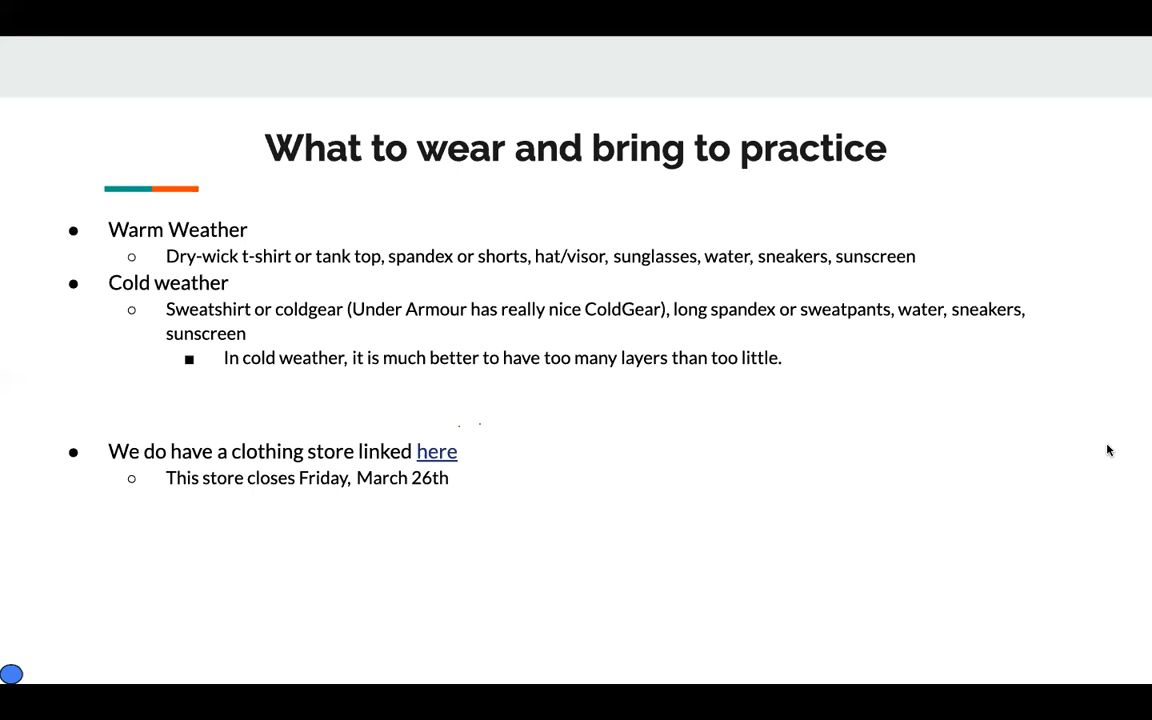 What to wear and bring to practice
● Warm Weather
○ Dry-wick t-shirt or tank top, spandex or shorts, hat/visor, sunglasses, water, sneakers, sunscreen
● Cold weather
○ Sweatshirt or coldgear (Under Armour has really nice ColdGear), long spandex or sweatpants, water, sneakers,
sunscreen
■ In cold weather, it is much better to have too many layers than too little.
● We do have a clothing store linked here
○ This store closes Friday, March 26th